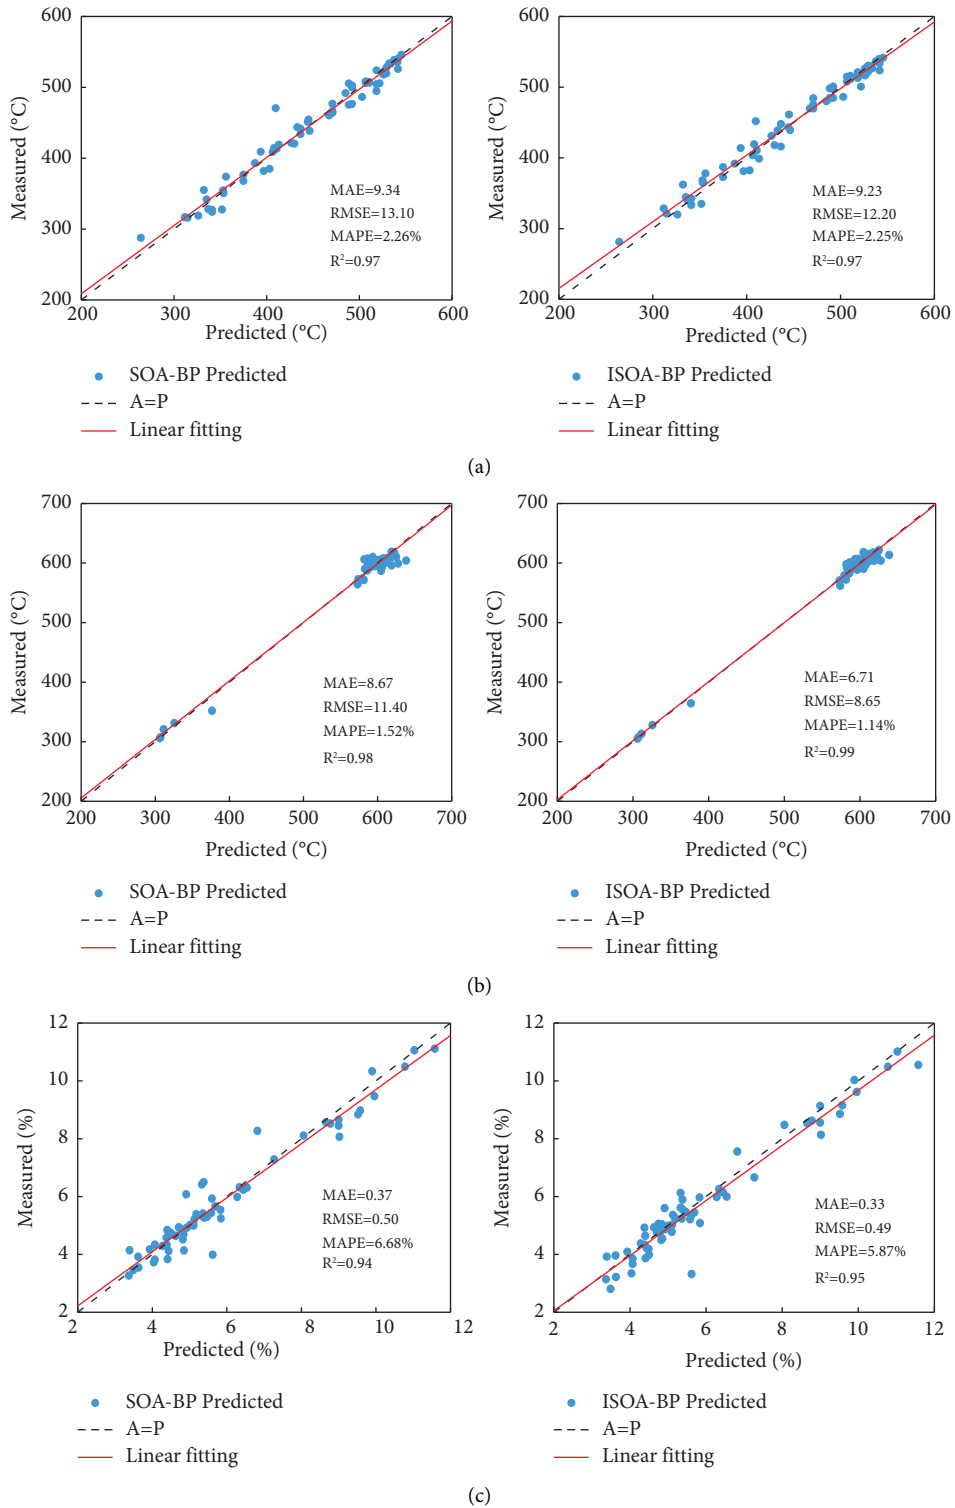 600
500
400
300
200
Measured (°C)
MAE=9.34
RMSE=13.10
MAPE=2.26%
R²=0.97
200 300 400 500 600
Predicted (°C)
SOA-BP Predicted
A=P
Linear fitting
600
500
400
300
200
Measured (°C)
MAE=9.23
RMSE=12.20
MAPE=2.25%
R²=0.97
200 300 400 500 600
Predicted (°C)
ISOA-BP Predicted
A=P
Linear fitting
(a)
700
600
500
400
300
200
Measured (°C)
MAE=8.67
RMSE=11.40
MAPE=1.52%
R²=0.98
200 300 400 500 600 700
Predicted (°C)
SOA-BP Predicted
A=P
Linear fitting
700
600
500
400
300
200
Measured (°C)
MAE=6.71
RMSE=8.65
MAPE=1.14%
R²=0.99
200 300 400 500 600 700
Predicted (°C)
ISOA-BP Predicted
A=P
Linear fitting
(b)
12
10
8
6
4
2
Measured (%)
MAE=0.37
RMSE=0.50
MAPE=6.68%
R²=0.94
2 4 6 8 10 12
Predicted (%)
SOA-BP Predicted
A=P
Linear fitting
12
10
8
6
4
2
Measured (%)
MAE=0.33
RMSE=0.49
MAPE=5.87%
R²=0.95
2 4 6 8 10 12
Predicted (%)
ISOA-BP Predicted
A=P
Linear fitting
(c)